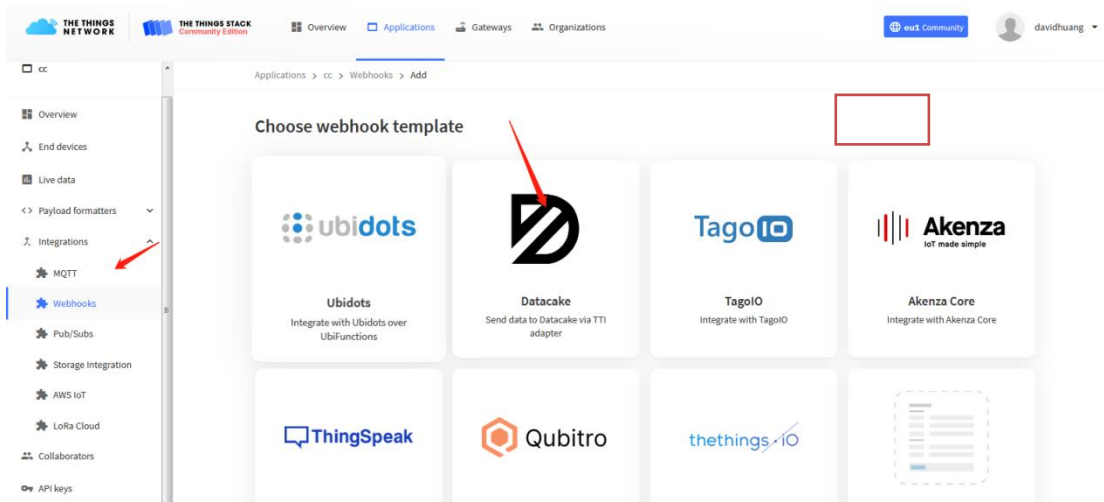 THE THINGS
NETWORK
THE THINGS STACK
Community Edition
Overview
Applications
Gateways
Organizations
eu1 Community
davidhuang
cc
Overview
End devices
Live data
Payload formatters
Integrations
MQTT
Webhooks
Pub/Subs
Storage Integration
AWS IoT
LoRa Cloud
Collaborators
API keys
Applications > cc > Webhooks > Add
Choose webhook template
ubidots
Ubidots
Integrate with Ubidots over
UbiFunctions
Datacake
Send data to Datacake via TTI
adapter
TagoIO
TagoIO
Integrate with TagoIO
Akenza
IoT made simple
Akenza Core
Integrate with Akenza Core
ThingSpeak
Qubitro
thethings.iO